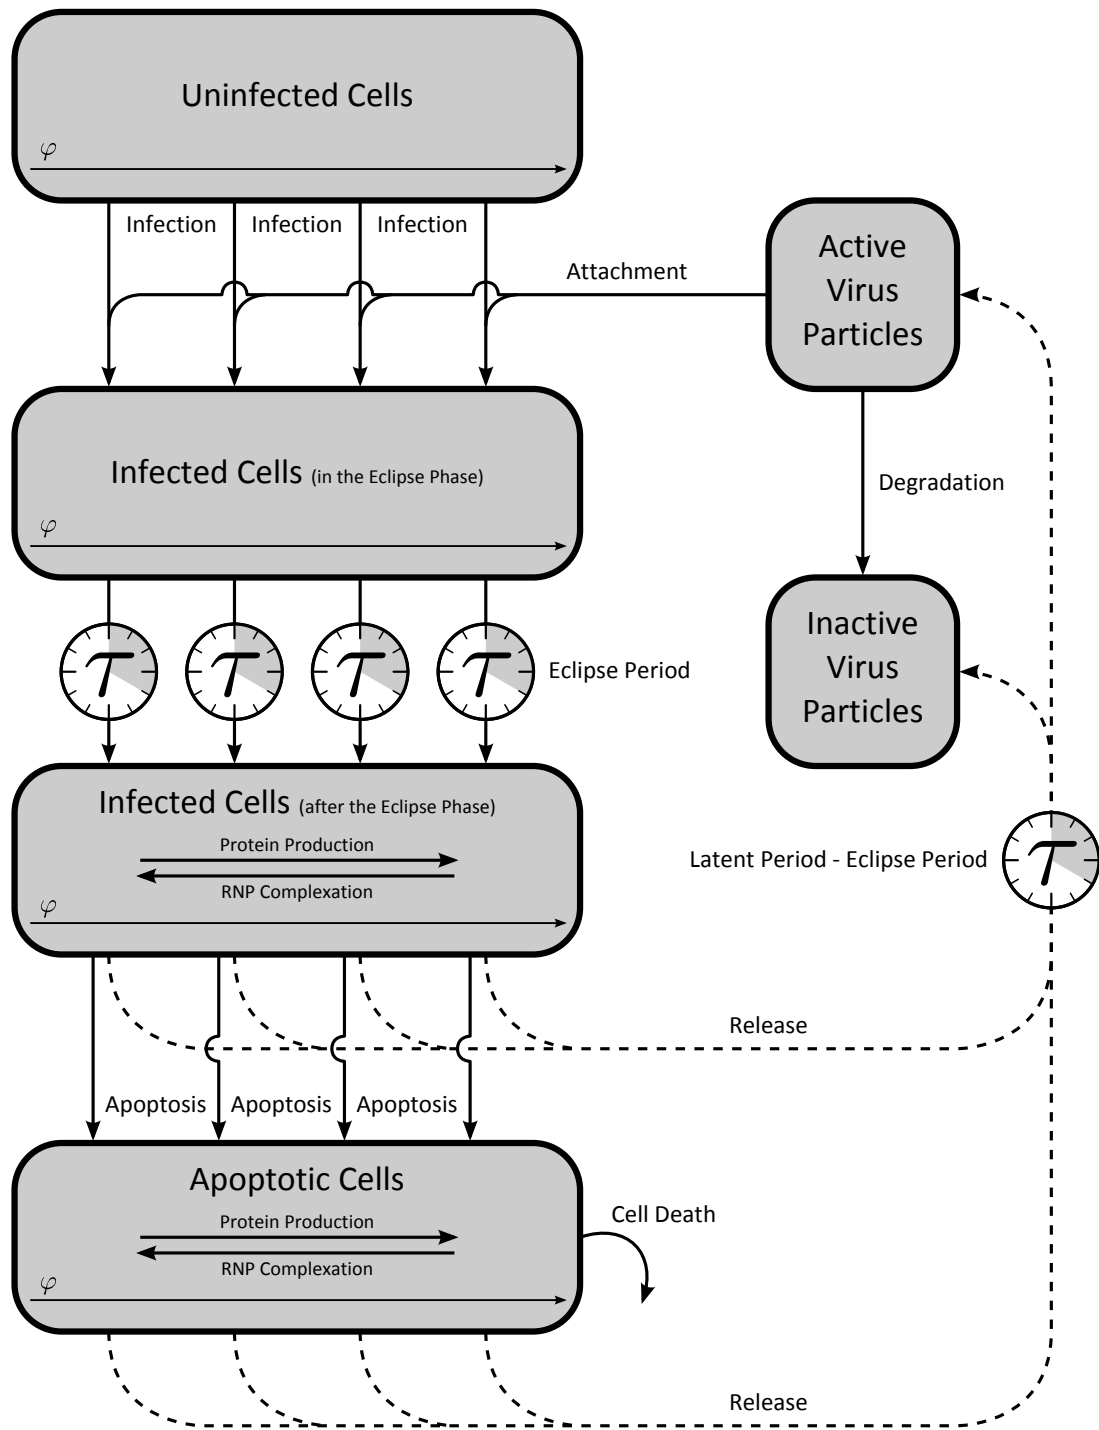 Uninfected Cells
φ
Infection Infection Infection
Attachment
Active
Virus
Particles
Infected Cells (in the Eclipse Phase)
φ
Degradation
τ τ τ τ Eclipse Period
Inactive
Virus
Particles
Infected Cells (after the Eclipse Phase)
Protein Production
RNP Complexation
φ
Latent Period - Eclipse Period τ
Release
Apoptosis Apoptosis Apoptosis
Apoptotic Cells
Protein Production
RNP Complexation
φ
Cell Death
Release